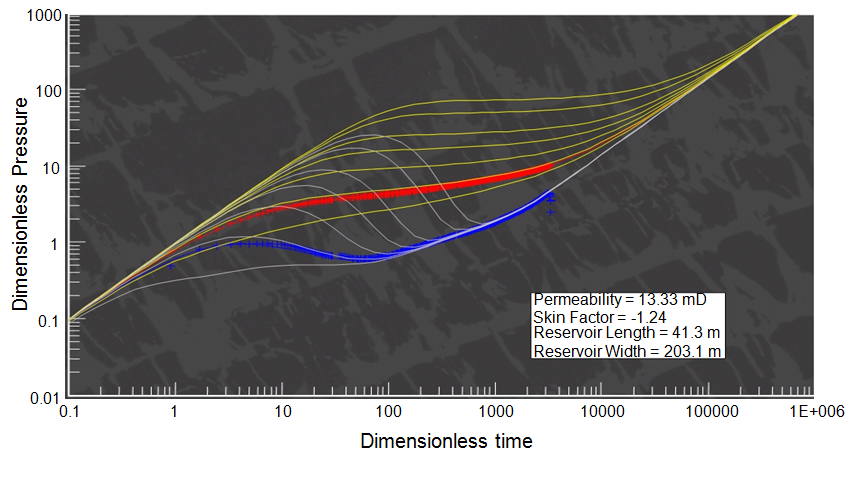 Dimensionless Pressure
1000
100
10
1
0.1
0.01
Permeability = 13.33 mD
Skin Factor = -1.24
Reservoir Length = 41.3 m
Reservoir Width = 203.1 m
0.1 1 10 100 1000 10000 100000 1E+006
Dimensionless time